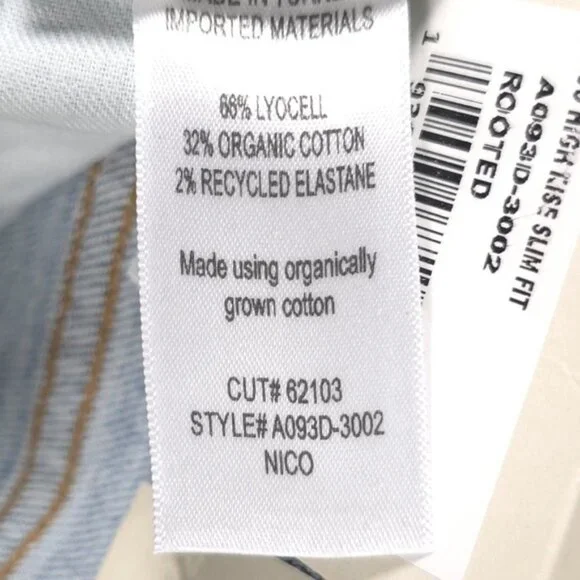 IMPORTED MATERIALS
66% LYOCELL
32% ORGANIC COTTON
2% RECYCLED ELASTANE
Made using organically
grown cotton
CUT# 62103
STYLE# A093D-3002
NICO
HIGH RISE SLIM FIT
A093D-3002
ROOTED